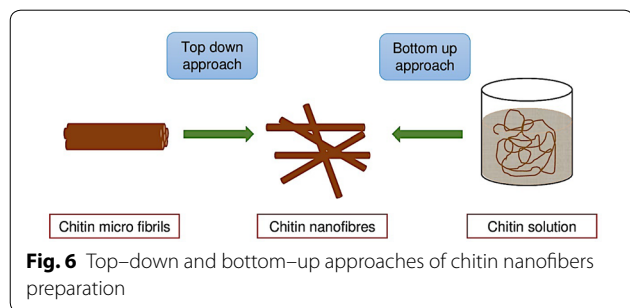 Top down
approach
Bottom up
approach
Chitin micro fibrils
Chitin nanofibres
Chitin solution
Fig. 6 Top–down and bottom–up approaches of chitin nanofibers
preparation